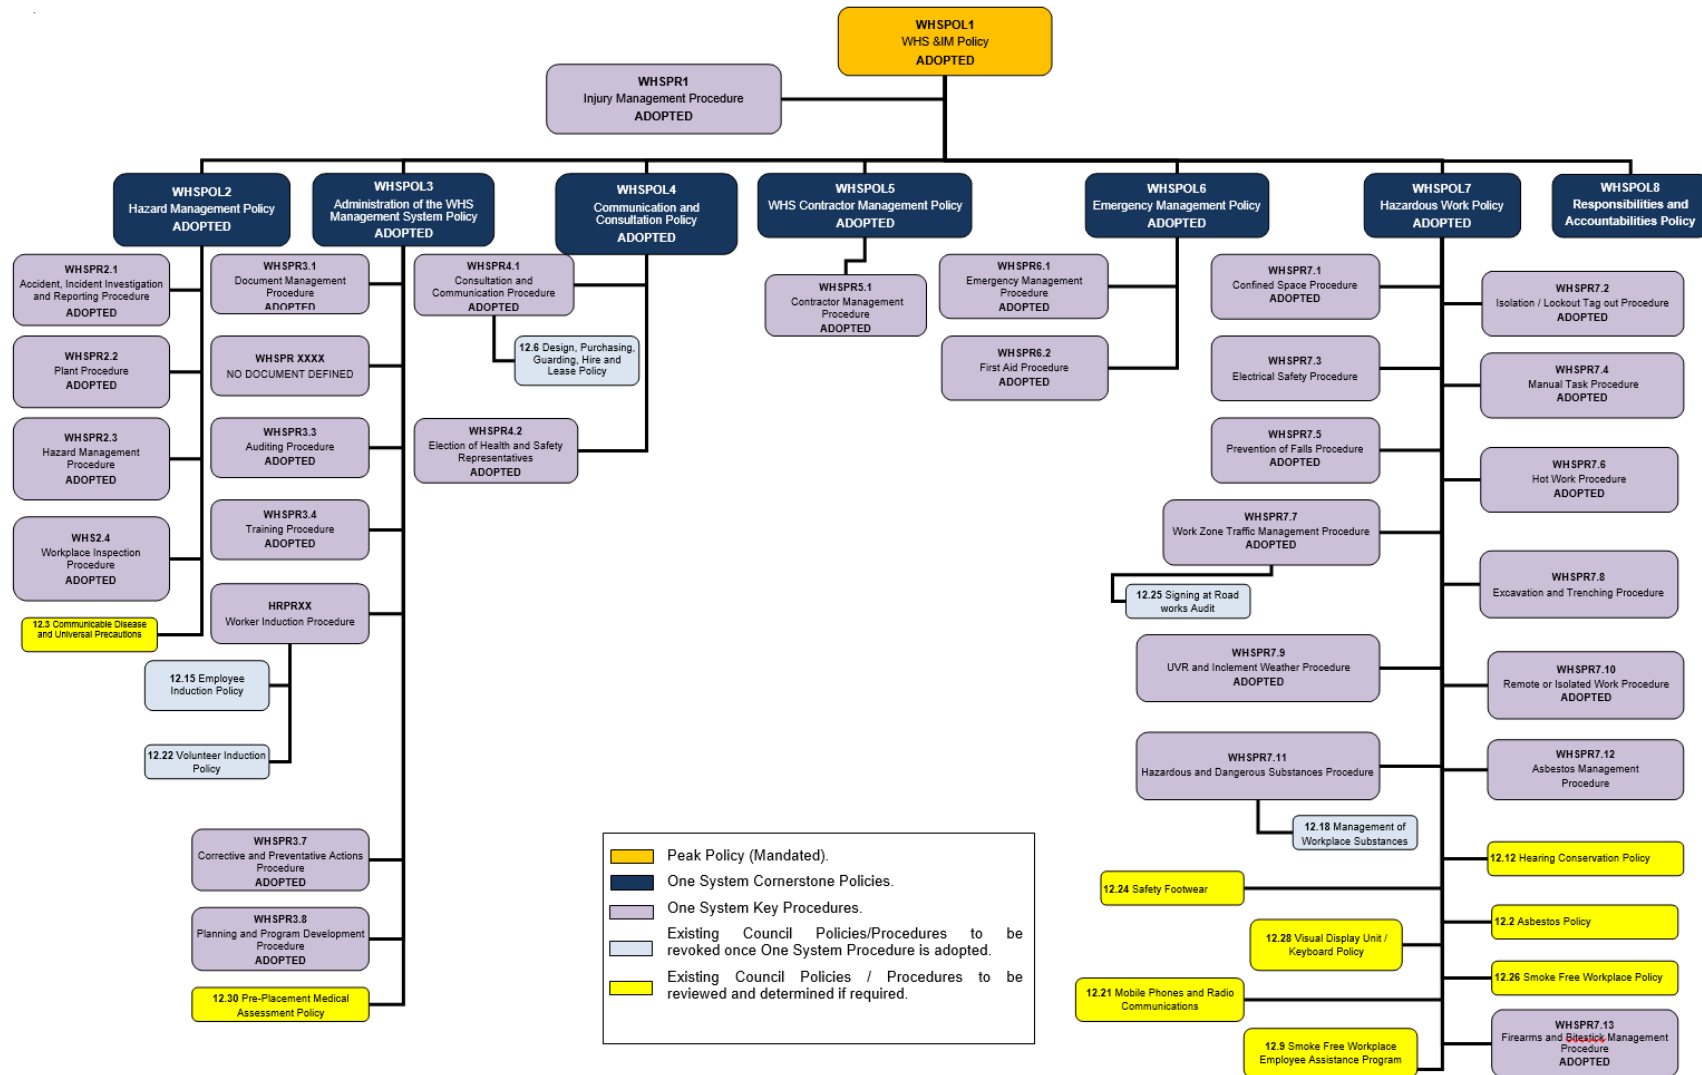 WHSPOL1
WHS &IM Policy
ADOPTED
WHSPR1
Injury Management Procedure
ADOPTED
WHSPOL2
Hazard Management Policy
ADOPTED
WHSPOL3
Administration of the WHS
Management System Policy
ADOPTED
WHSPOL4
Communication and
Consultation Policy
ADOPTED
WHSPOL5
WHS Contractor Management Policy
ADOPTED
WHSPOL6
Emergency Management Policy
ADOPTED
WHSPOL7
Hazardous Work Policy
ADOPTED
WHSPOL8
Responsibilities and
Accountabilities Policy
WHSPR2.1
Accident, Incident Investigation
and Reporting Procedure
ADOPTED
WHSPR2.2
Plant Procedure
ADOPTED
WHSPR2.3
Hazard Management
Procedure
ADOPTED
WHS2.4
Workplace Inspection
Procedure
ADOPTED
12.3 Communicable Disease
and Universal Precautions
WHSPR3.1
Document Management
Procedure
ADOPTED
WHSPR XXXX
NO DOCUMENT DEFINED
WHSPR3.3
Auditing Procedure
ADOPTED
WHSPR3.4
Training Procedure
ADOPTED
HRPRXX
Worker Induction Procedure
12.15 Employee
Induction Policy
12.22 Volunteer Induction
Policy
WHSPR3.7
Corrective and Preventative Actions
Procedure
ADOPTED
WHSPR3.8
Planning and Program Development
Procedure
ADOPTED
12.30 Pre-Placement Medical
Assessment Policy
WHSPR4.1
Consultation and
Communication Procedure
ADOPTED
12.6 Design, Purchasing,
Guarding, Hire and
Lease Policy
WHSPR4.2
Election of Health and Safety
Representatives
ADOPTED
WHSPR5.1
Contractor Management
Procedure
ADOPTED
WHSPR6.1
Emergency Management
Procedure
ADOPTED
WHSPR6.2
First Aid Procedure
ADOPTED
WHSPR7.1
Confined Space Procedure
ADOPTED
WHSPR7.2
Isolation / Lockout Tag out Procedure
ADOPTED
WHSPR7.3
Electrical Safety Procedure
WHSPR7.4
Manual Task Procedure
ADOPTED
WHSPR7.5
Prevention of Falls Procedure
ADOPTED
WHSPR7.6
Hot Work Procedure
ADOPTED
WHSPR7.7
Work Zone Traffic Management Procedure
ADOPTED
12.25 Signing at Road
works Audit
WHSPR7.8
Excavation and Trenching Procedure
WHSPR7.9
UVR and Inclement Weather Procedure
ADOPTED
WHSPR7.10
Remote or Isolated Work Procedure
ADOPTED
WHSPR7.11
Hazardous and Dangerous Substances Procedure
12.18 Management of
Workplace Substances
WHSPR7.12
Asbestos Management
Procedure
12.12 Hearing Conservation Policy
12.24 Safety Footwear
12.2 Asbestos Policy
12.28 Visual Display Unit /
Keyboard Policy
12.26 Smoke Free Workplace Policy
12.21 Mobile Phones and Radio
Communications
WHSPR7.13
Firearms and Bitestick Management
Procedure
ADOPTED
12.9 Smoke Free Workplace
Employee Assistance Program
Peak Policy (Mandated).
One System Cornerstone Policies.
One System Key Procedures.
Existing Council Policies/Procedures to be
revoked once One System Procedure is adopted.
Existing Council Policies / Procedures to be
reviewed and determined if required.